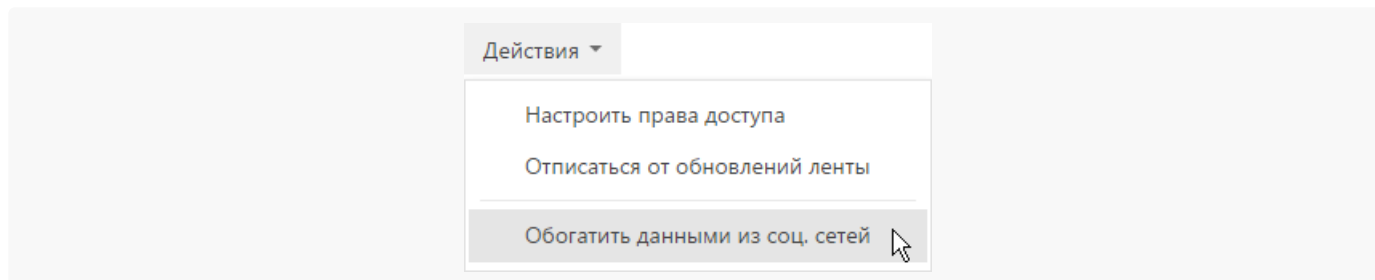 Действия
Настроить права доступа
Отписаться от обновлений ленты
Обогатить данными из соц. сетей